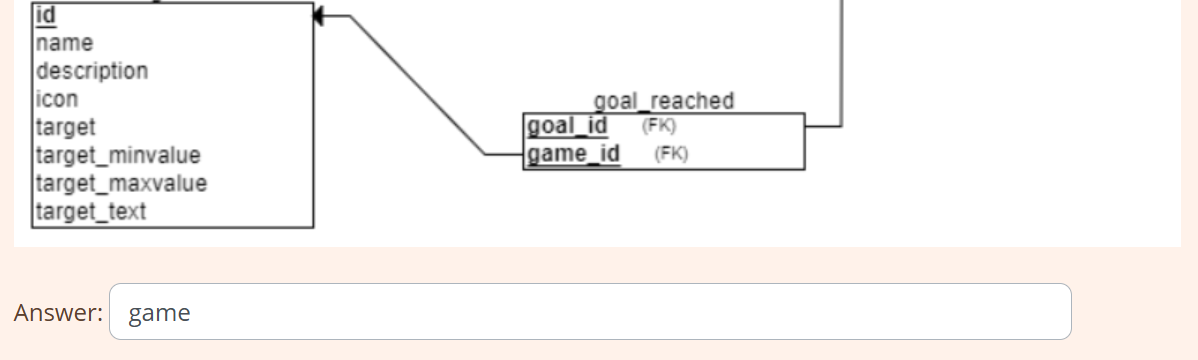 id
name
description
icon
target
target_minvalue
target_maxvalue
target_text
goal_reached
goal_id (FK)
game_id (FK)
Answer: game